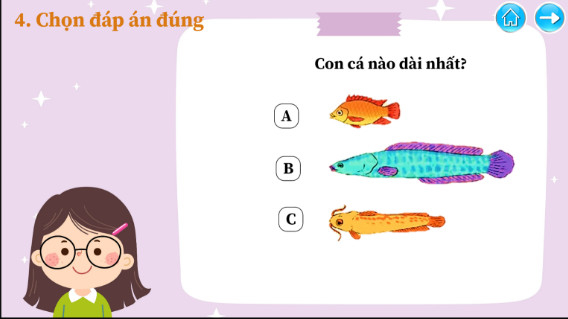 4. Chọn đáp án đúng
Con cá nào dài nhất?
A
B
C